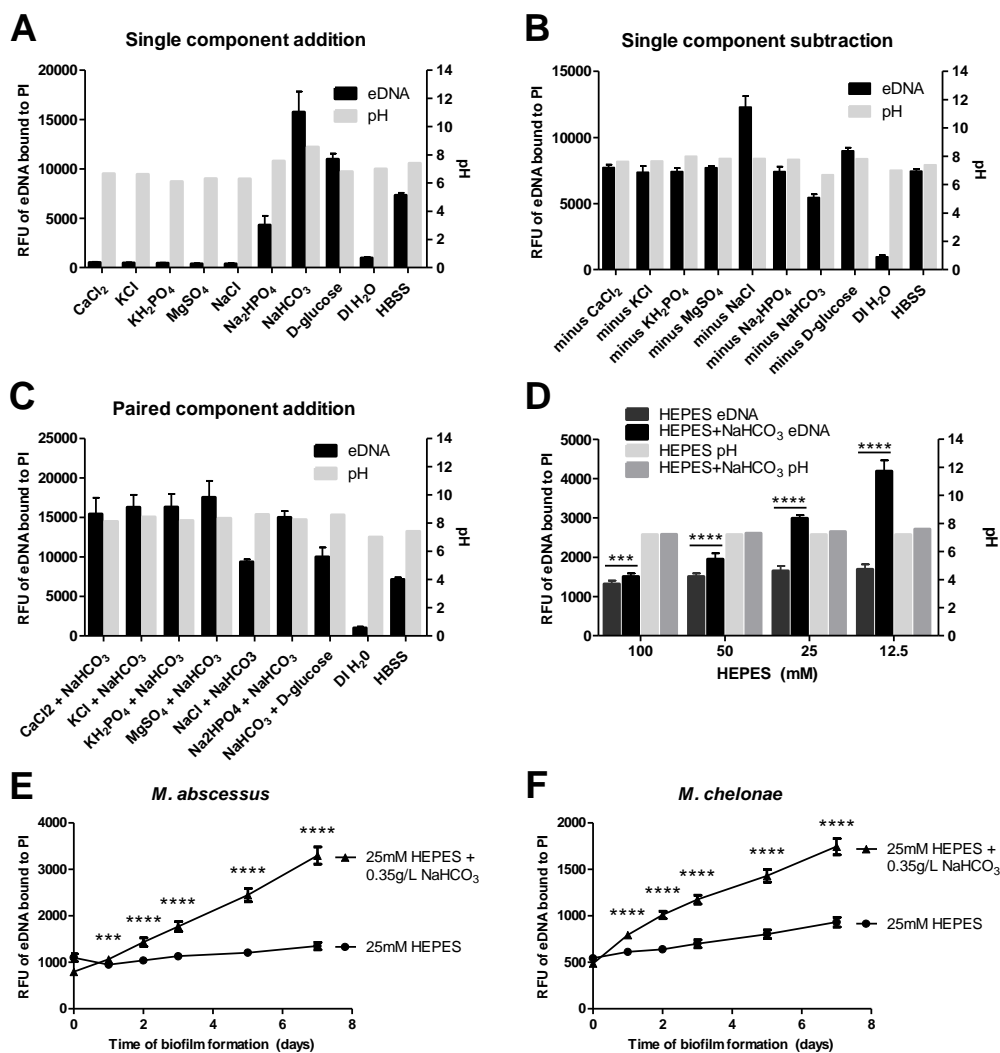 A
Single component addition
RFU of eDNA bound to PI
20000
15000
10000
5000
0
14
12
10
8
6
4
2
0
pH
eDNA
pH
CaCl₂
KCl
KH₂PO₄
MgSO₄
NaCl
Na₂HPO₄
NaHCO₃
D-glucose
DI H₂O
HBSS
B
Single component subtraction
RFU of eDNA bound to PI
15000
10000
5000
0
14
12
10
8
6
4
2
0
pH
eDNA
pH
minus CaCl₂
minus KCl
minus KH₂PO₄
minus MgSO₄
minus NaCl
minus Na₂HPO₄
minus NaHCO₃
minus D-glucose
DI H₂O
HBSS
C
Paired component addition
RFU of eDNA bound to PI
25000
20000
15000
10000
5000
0
14
12
10
8
6
4
2
0
pH
eDNA
pH
CaCl2 + NaHCO₃
KCl + NaHCO₃
KH₂PO₄ + NaHCO₃
MgSO₄ + NaHCO₃
NaCl + NaHCO3
Na2HPO4 + NaHCO₃
NaHCO₃ + D-glucose
DI H₂0
HBSS
D
HEPES eDNA
HEPES+NaHCO₃ eDNA
HEPES pH
HEPES+NaHCO₃ pH
RFU of eDNA bound to PI
5000
4000
3000
2000
1000
0
14
12
10
8
6
4
2
0
pH
***
****
****
****
100
50
25
12.5
HEPES (mM)
E
M. abscessus
RFU of eDNA bound to PI
4000
3000
2000
1000
0
***
****
****
****
****
25mM HEPES +
0.35g/L NaHCO₃
25mM HEPES
0
2
4
6
8
Time of biofilm formation (days)
F
M. chelonae
RFU of eDNA bound to PI
2000
1500
1000
500
0
****
****
****
****
****
25mM HEPES +
0.35g/L NaHCO₃
25mM HEPES
0
2
4
6
8
Time of biofilm formation (days)